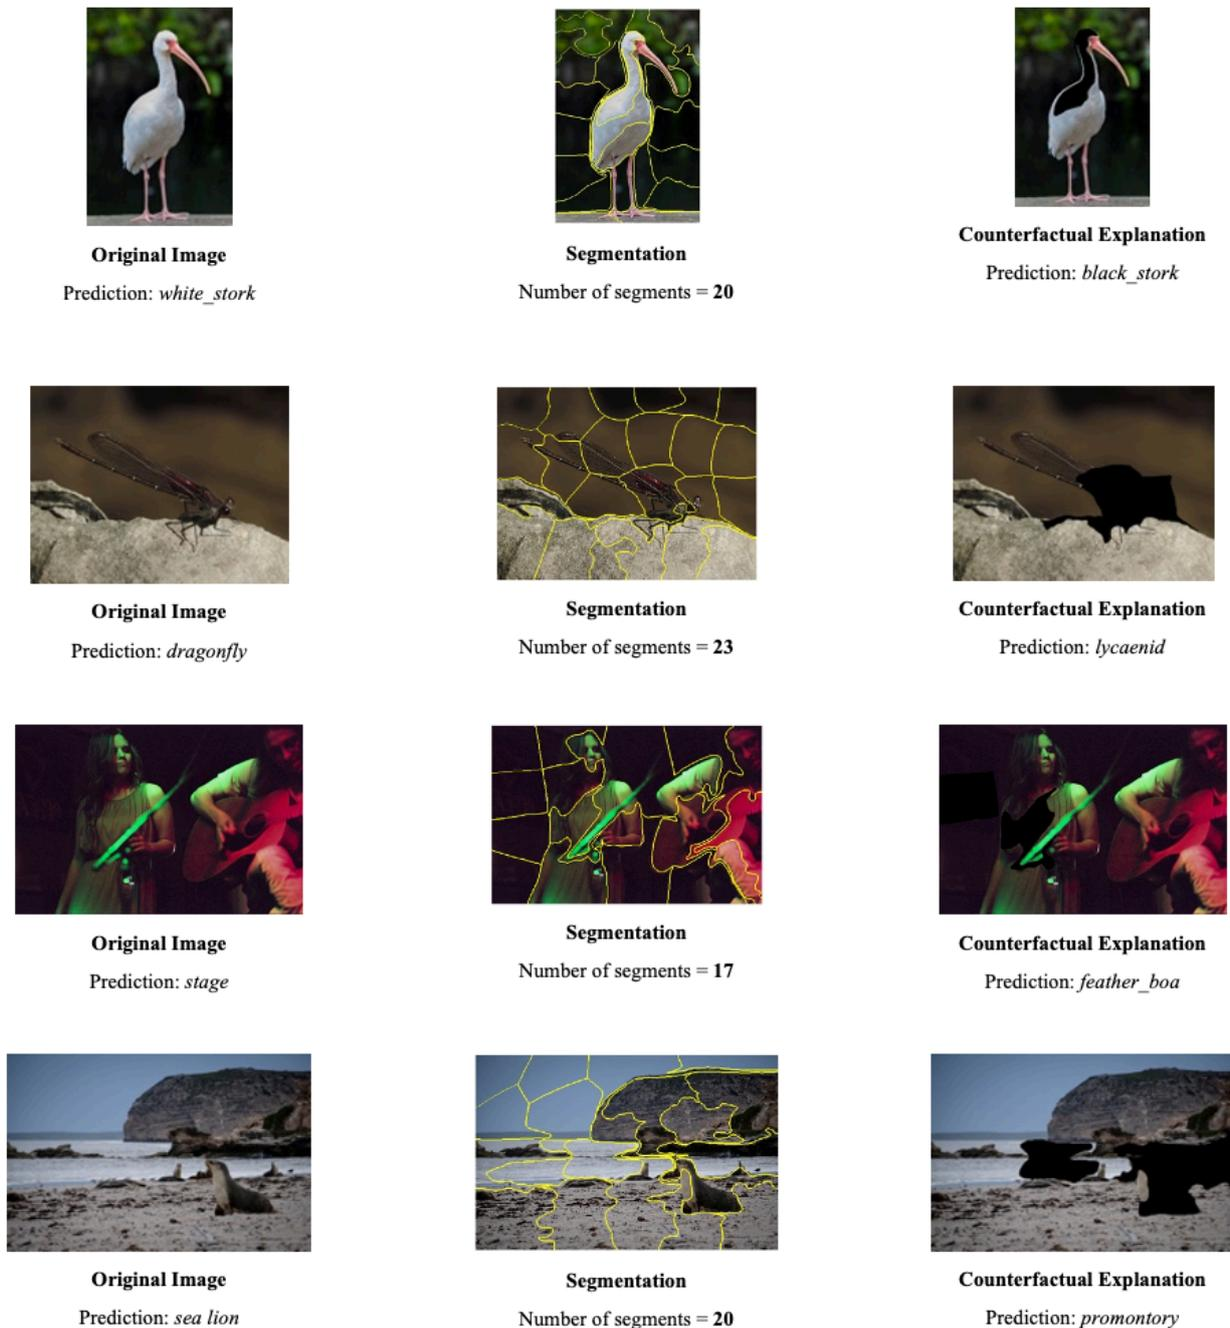 Original Image
Prediction: white_stork
Segmentation
Number of segments = 20
Counterfactual Explanation
Prediction: black_stork
Original Image
Prediction: dragonfly
Segmentation
Number of segments = 23
Counterfactual Explanation
Prediction: lycaenid
Original Image
Prediction: stage
Segmentation
Number of segments = 17
Counterfactual Explanation
Prediction: feather_boa
Original Image
Prediction: sea lion
Segmentation
Number of segments = 20
Counterfactual Explanation
Prediction: promontory